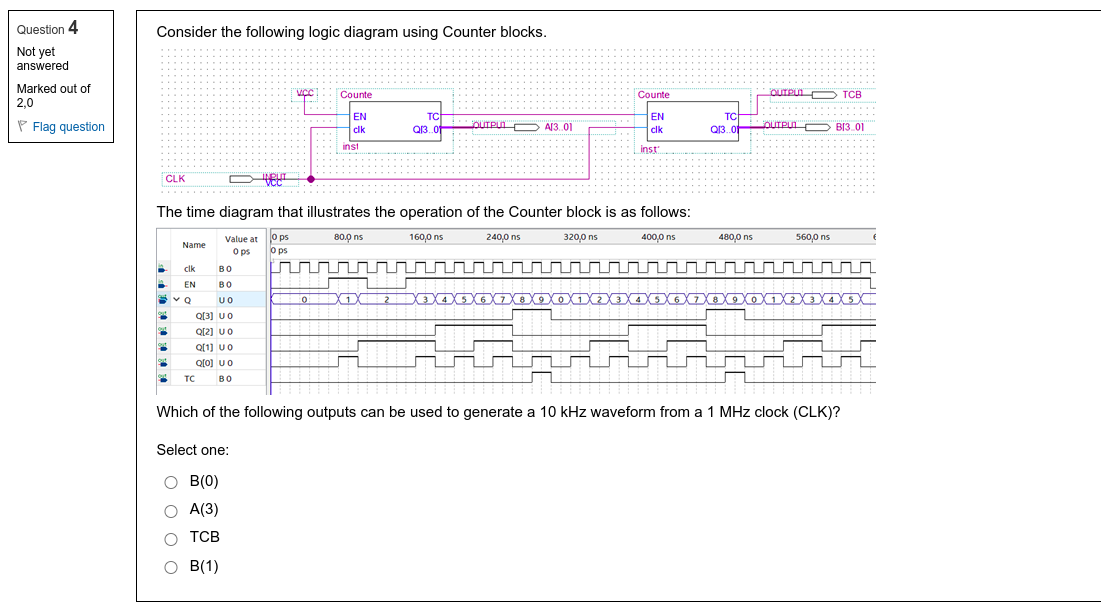 Question 4
Not yet
answered
Marked out of
2,0
Flag question
Consider the following logic diagram using Counter blocks.
VCC
Counte
EN
TC
clk
Q[3..0]
inst
OUTPUT
A[3..0]
Counte
EN
TC
clk
Q[3..0]
inst
OUTPUT
TCB
OUTPUT
B[3..0]
CLK
INPUT
VCC
The time diagram that illustrates the operation of the Counter block is as follows:
Name
Value at
0 ps
0 ps 80,0 ns 160,0 ns 240,0 ns 320,0 ns 400,0 ns 480,0 ns 560,0 ns
0 ps
clk B 0
EN B 0
Q U 0 0 1 2 3 4 5 6 7 8 9 0 1 2 3 4 5 6 7 8 9 0 1 2 3 4 5
Q[3] U 0
Q[2] U 0
Q[1] U 0
Q[0] U 0
TC B 0
Which of the following outputs can be used to generate a 10 kHz waveform from a 1 MHz clock (CLK)?
Select one:
B(0)
A(3)
TCB
B(1)